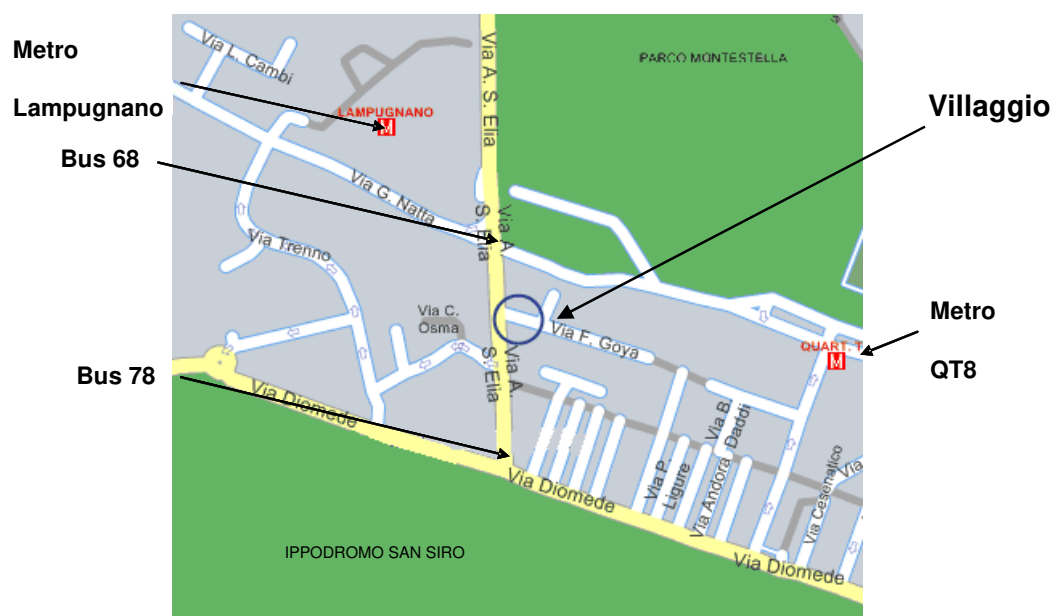 Metro
Lampugnano
Bus 68
Bus 78
Villaggio
Metro
QT8
Via L. Cambi
LAMPUGNANO
M
Via A. S. Elia
PARCO MONTESTELLA
Via G. Natta
Via A.
S. Elia
Via Trenno
Via C.
Osma
Via F. Goya
QUART. T
M
Via A.
S. Elia
Via Diomede
Via Diomede
Via P.
Ligure
Via B.
Daddi
Via Andora
Via Cesenatico
Via
Via Diomede
IPPODROMO SAN SIRO